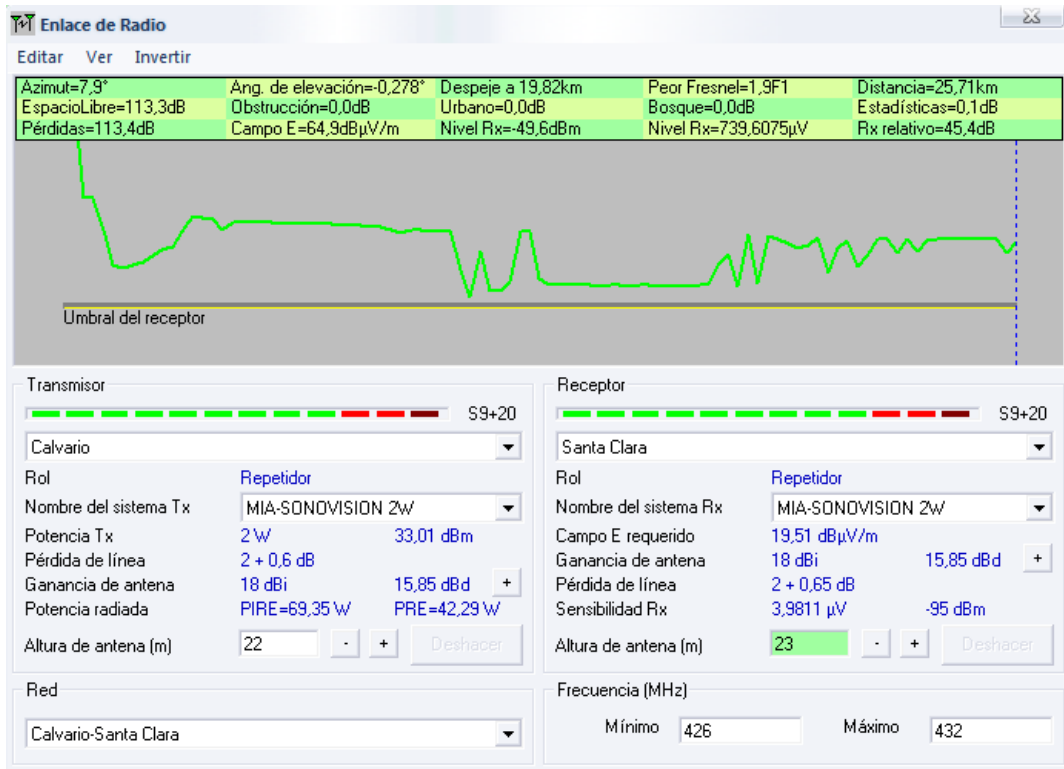 Enlace de Radio
Editar Ver Invertir
Azimut=7,9° Ang. de elevación=-0,278° Despeje a 19,82km Peor Fresnel=1,9F1 Distancia=25,71km
EspacioLibre=113,3dB Obstrucción=0,0dB Urbano=0,0dB Bosque=0,0dB Estadísticas=0,1dB
Pérdidas=113,4dB Campo E=64,9dBµV/m Nivel Rx=-49,6dBm Nivel Rx=739,6075µV Rx relativo=45,4dB
Umbral del receptor
Transmisor
S9+20
Calvario
Rol Repetidor
Nombre del sistema Tx MIA-SONOVISION 2W
Potencia Tx 2 W 33,01 dBm
Pérdida de línea 2 + 0,6 dB
Ganancia de antena 18 dBi 15,85 dBd +
Potencia radiada PIRE=69,35 W PRE=42,29 W
Altura de antena (m) 22 - + Deshacer
Red
Calvario-Santa Clara
Receptor
S9+20
Santa Clara
Rol Repetidor
Nombre del sistema Rx MIA-SONOVISION 2W
Campo E requerido 19,51 dBµV/m
Ganancia de antena 18 dBi 15,85 dBd +
Pérdida de línea 2 + 0,65 dB
Sensibilidad Rx 3,9811 µV -95 dBm
Altura de antena (m) 23 - + Deshacer
Frecuencia (MHz)
Mínimo 426 Máximo 432